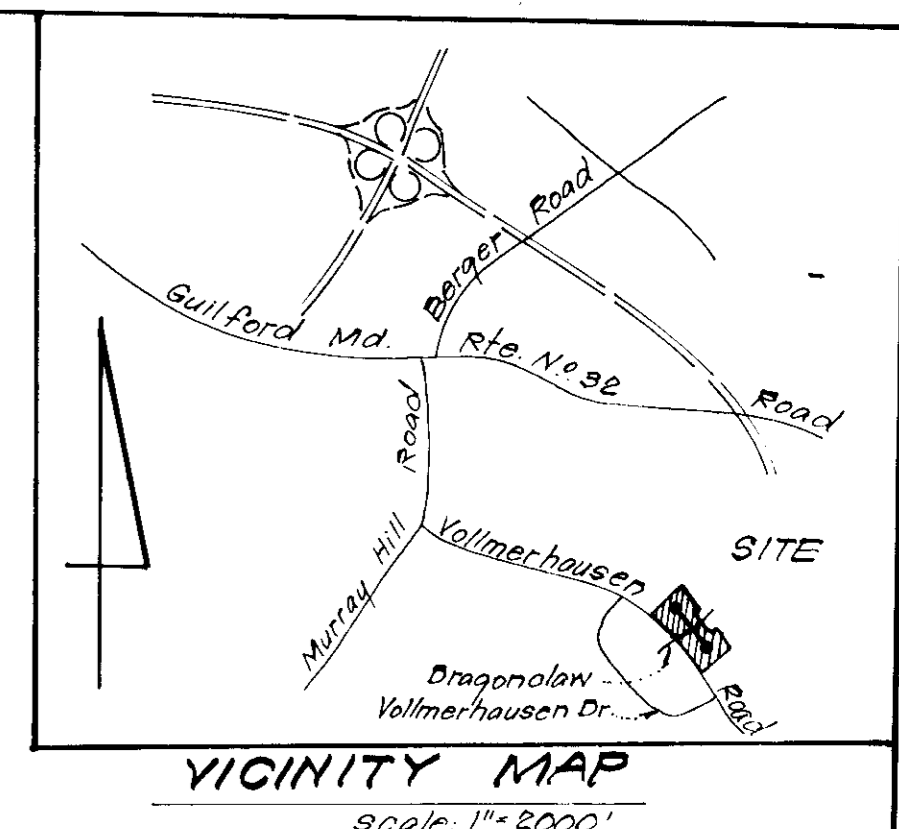 Berger Road
Guilford Md. Rte. No. 32 Road
Murray Hill Road
Vollmerhausen Road
SITE
Dragonclaw
Vollmerhausen Dr.
VICINITY MAP
scale: 1"=2000'